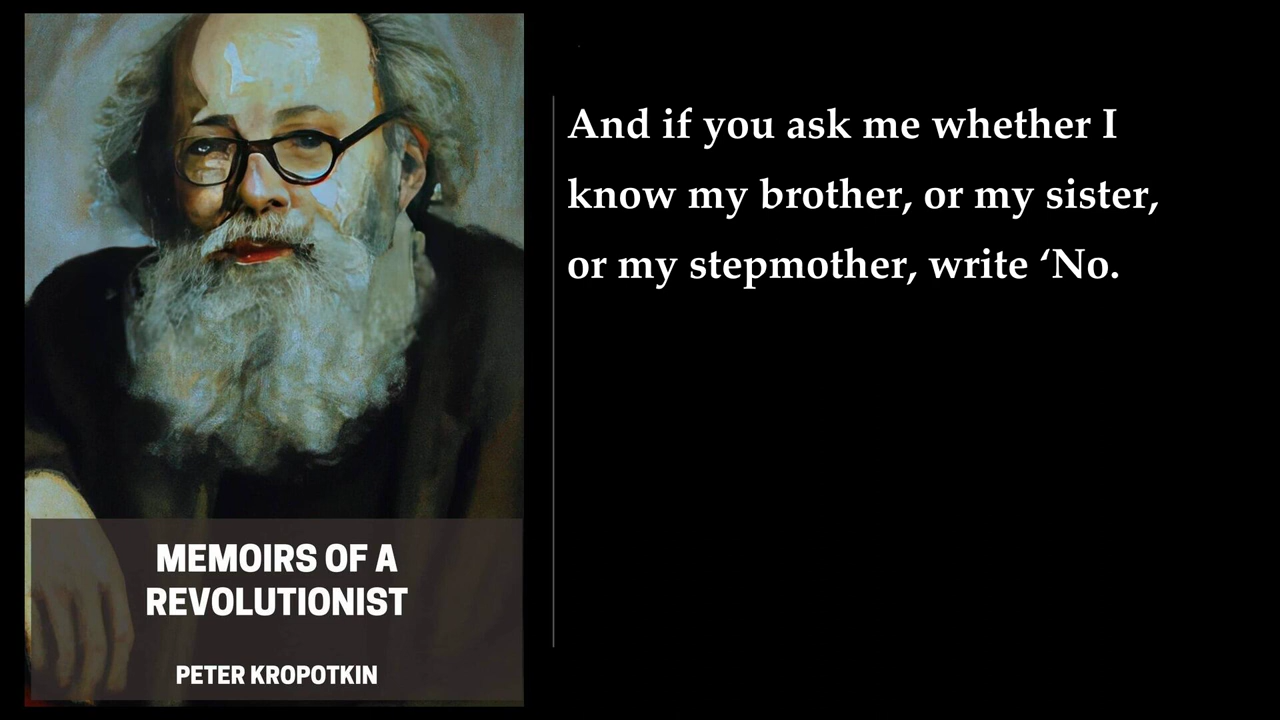 MEMOIRS OF A
REVOLUTIONIST
PETER KROPOTKIN
And if you ask me whether I
know my brother, or my sister,
or my stepmother, write ‘No.